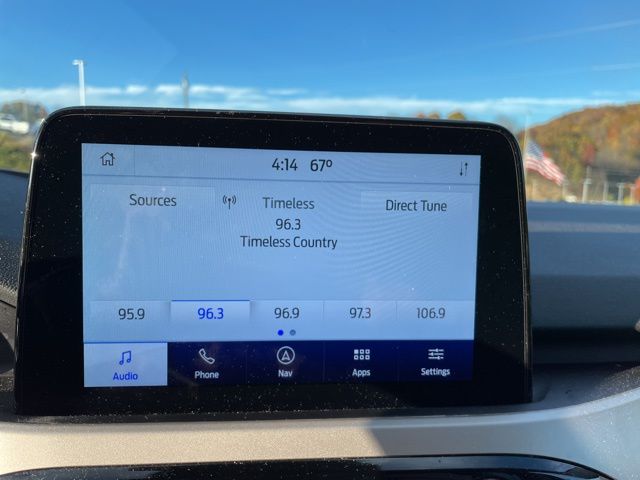 4:14 67°
Sources
Timeless
Direct Tune
96.3
Timeless Country
95.9 96.3 96.9 97.3 106.9
Audio Phone Nav Apps Settings